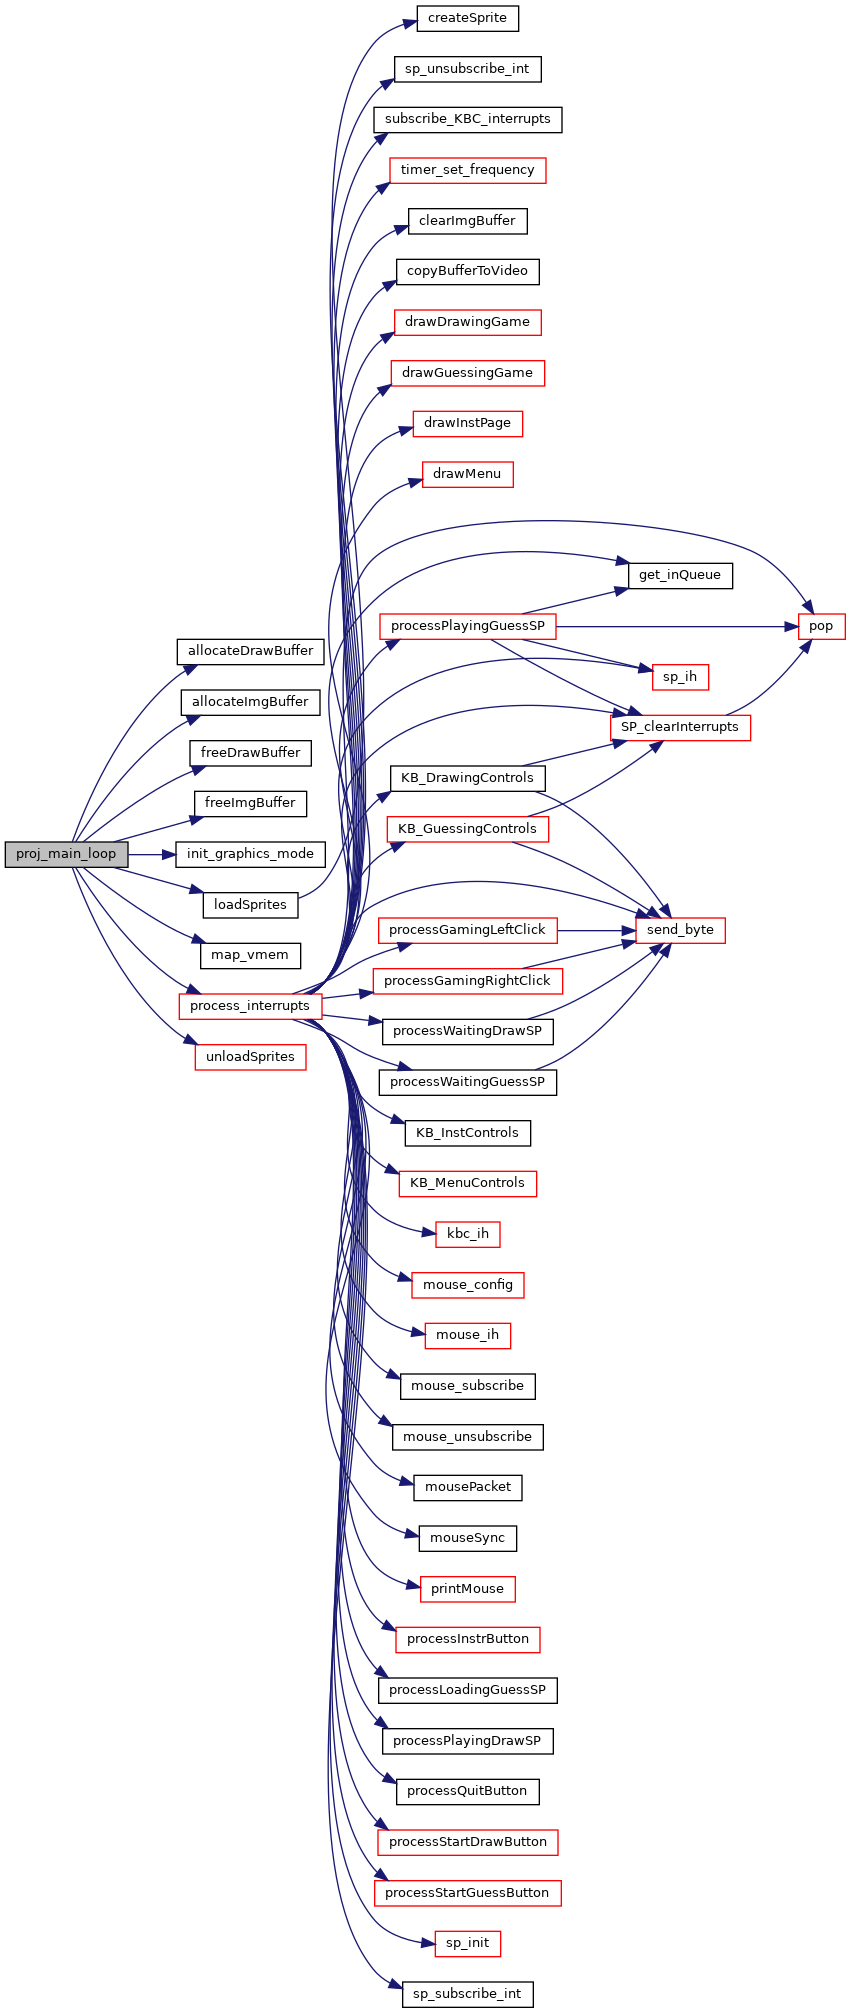 createSprite
sp_unsubscribe_int
subscribe_KBC_interrupts
timer_set_frequency
clearImgBuffer
copyBufferToVideo
drawDrawingGame
drawGuessingGame
drawInstPage
drawMenu
get_inQueue
processPlayingGuessSP
pop
allocateDrawBuffer
sp_ih
allocateImgBuffer
SP_clearInterrupts
freeDrawBuffer
KB_DrawingControls
freeImgBuffer
KB_GuessingControls
proj_main_loop
init_graphics_mode
loadSprites
processGamingLeftClick
send_byte
map_vmem
processGamingRightClick
process_interrupts
processWaitingDrawSP
unloadSprites
processWaitingGuessSP
KB_InstControls
KB_MenuControls
kbc_ih
mouse_config
mouse_ih
mouse_subscribe
mouse_unsubscribe
mousePacket
mouseSync
printMouse
processInstrButton
processLoadingGuessSP
processPlayingDrawSP
processQuitButton
processStartDrawButton
processStartGuessButton
sp_init
sp_subscribe_int